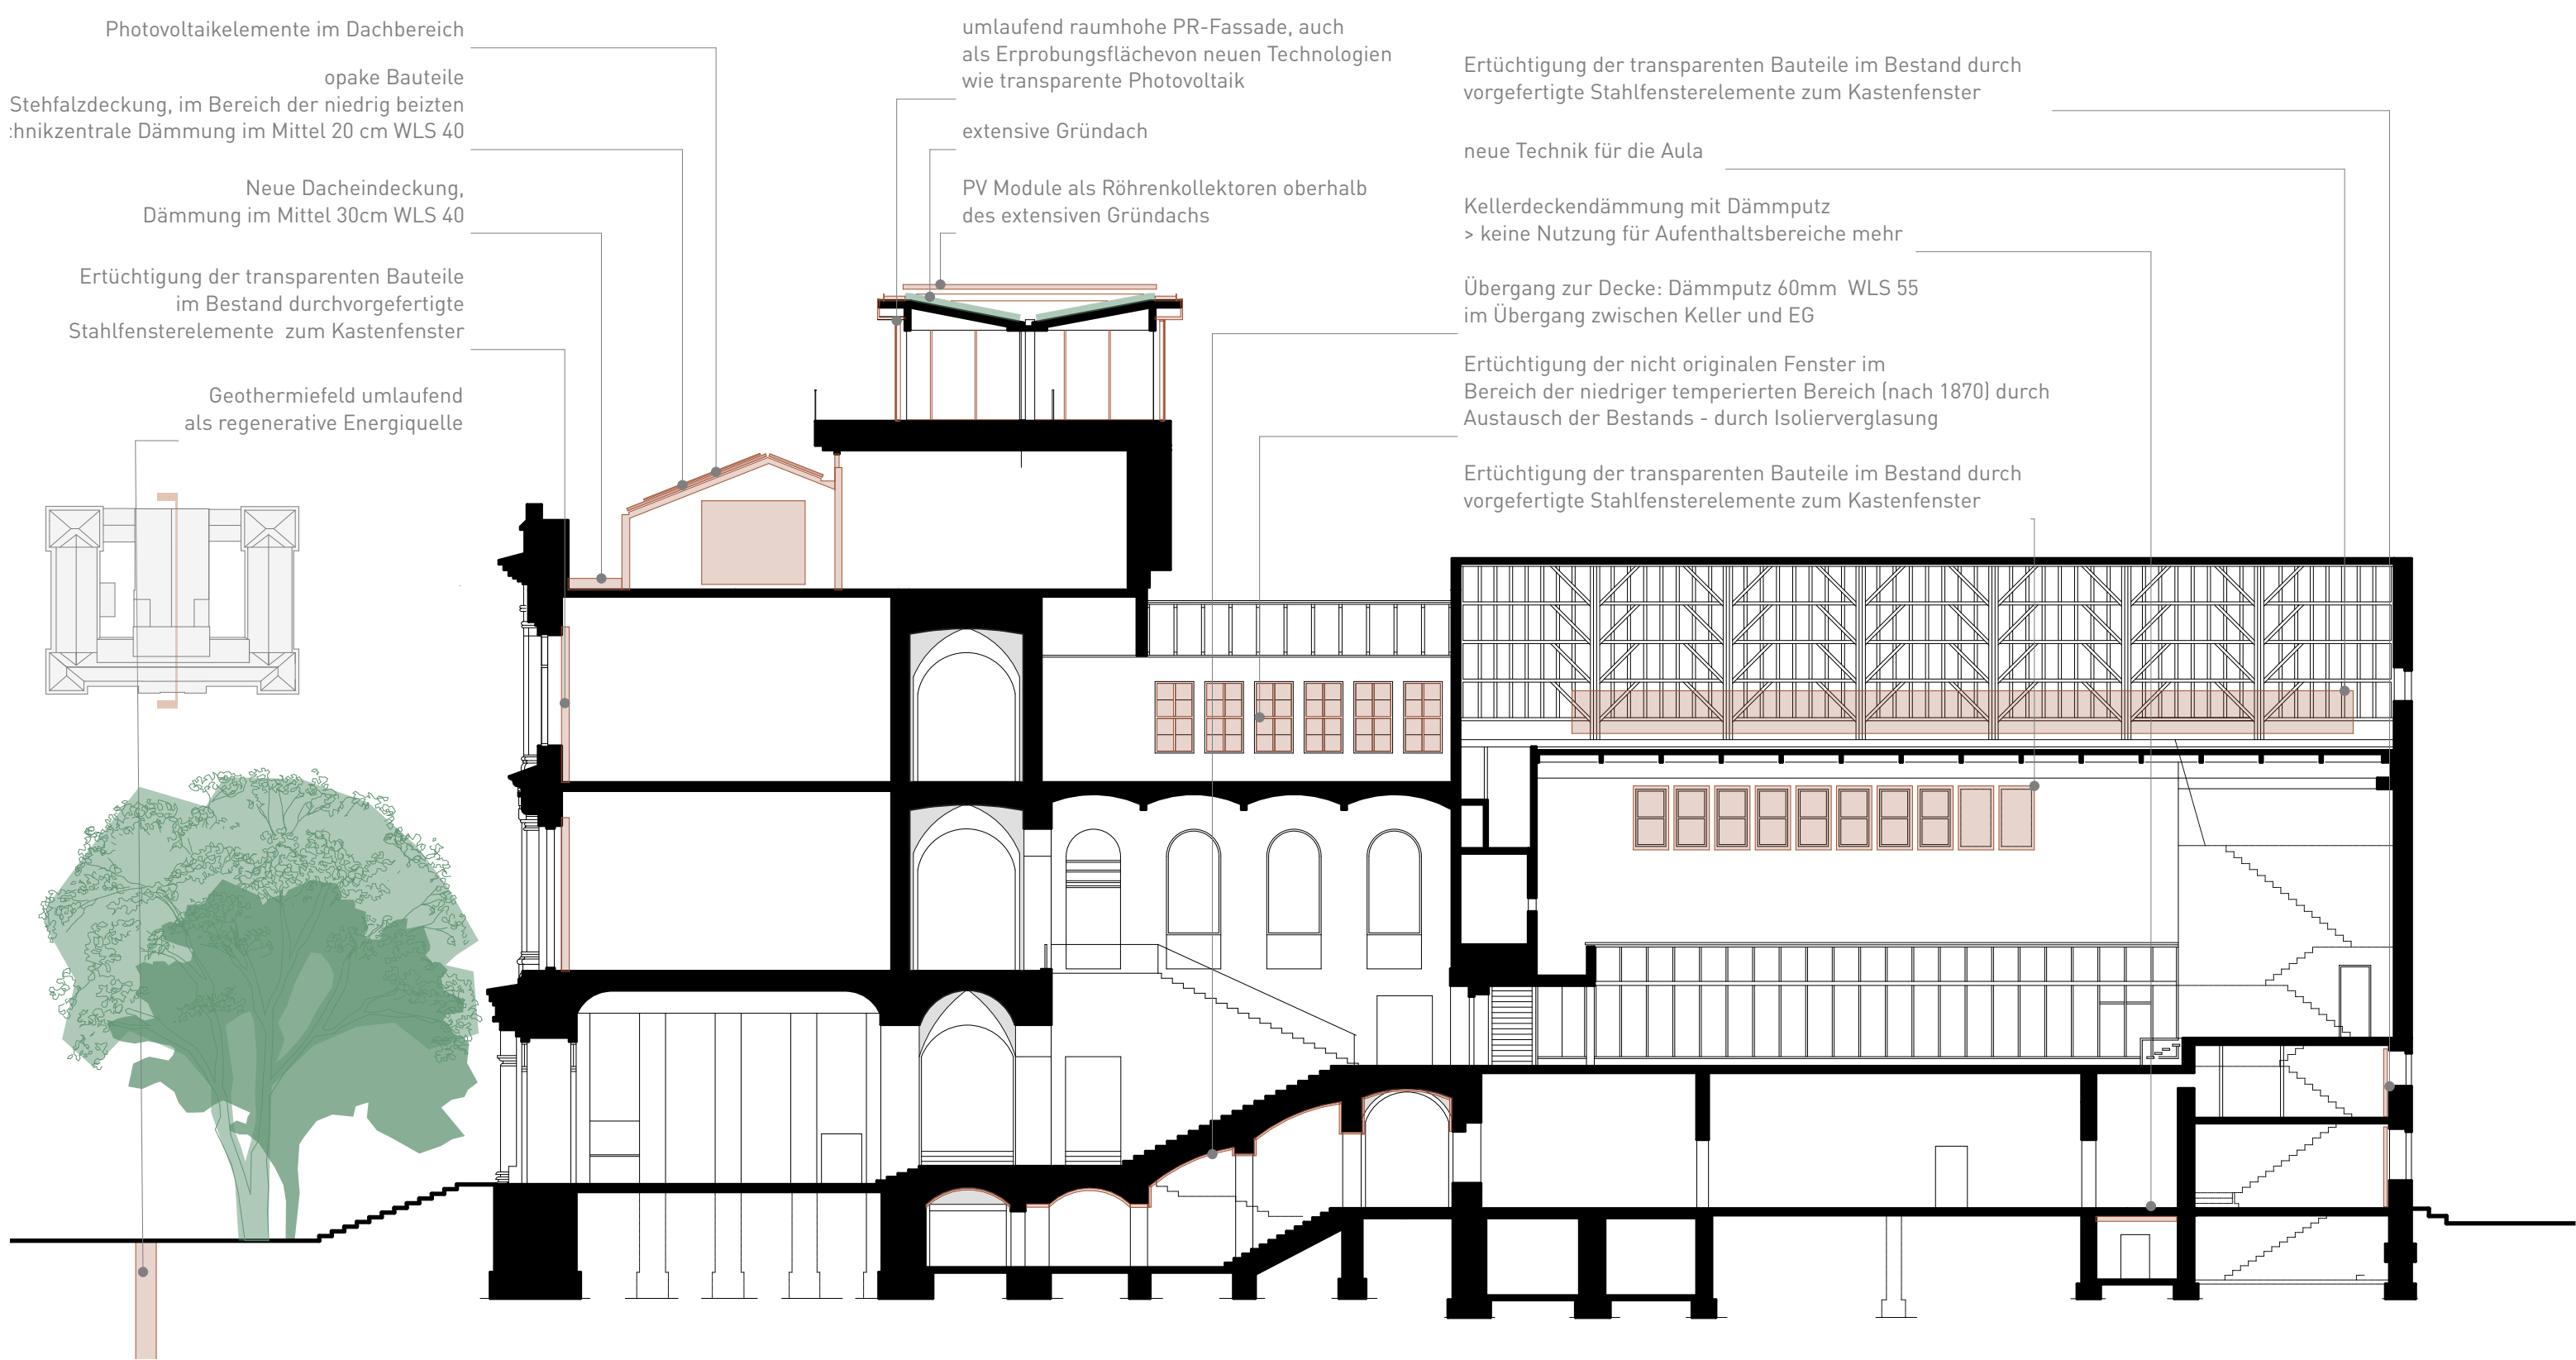 Photovoltaikelemente im Dachbereich
opake Bauteile
Stehfalzdeckung, im Bereich der niedrig beizten
chnikzentrale Dämmung im Mittel 20 cm WLS 40
Neue Dacheindeckung,
Dämmung im Mittel 30cm WLS 40
Ertüchtigung der transparenten Bauteile
im Bestand durchvorgefertigte
Stahlfensterelemente  zum Kastenfenster
Geothermiefeld umlaufend
als regenerative Energiquelle
umlaufend raumhohe PR-Fassade, auch
als Erprobungsflächevon neuen Technologien
wie transparente Photovoltaik
extensive Gründach
PV Module als Röhrenkollektoren oberhalb
des extensiven Gründachs
Ertüchtigung der transparenten Bauteile im Bestand durch
vorgefertigte Stahlfensterelemente zum Kastenfenster
neue Technik für die Aula
Kellerdeckendämmung mit Dämmputz
> keine Nutzung für Aufenthaltsbereiche mehr
Übergang zur Decke: Dämmputz 60mm  WLS 55
im Übergang zwischen Keller und EG
Ertüchtigung der nicht originalen Fenster im
Bereich der niedriger temperierten Bereich (nach 1870) durch
Austausch der Bestands - durch Isolierverglasung
Ertüchtigung der transparenten Bauteile im Bestand durch
vorgefertigte Stahlfensterelemente zum Kastenfenster